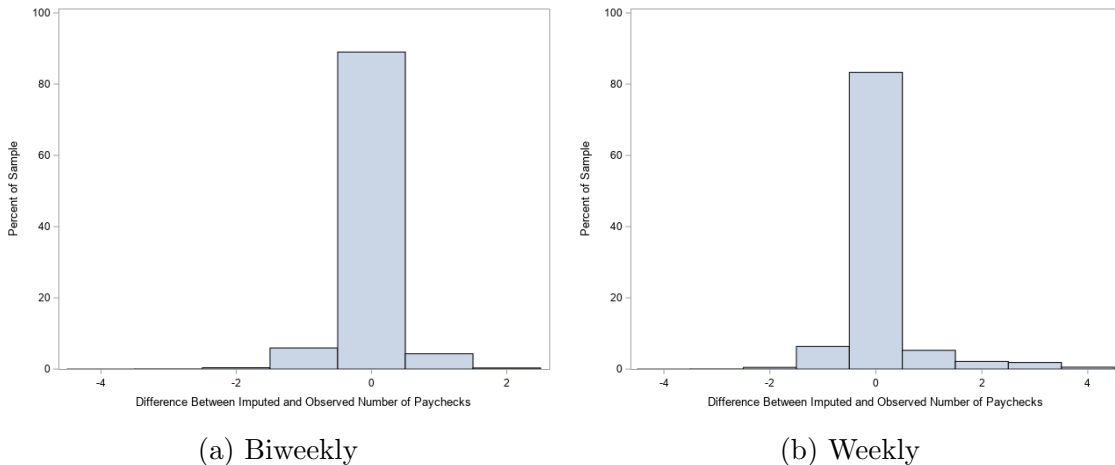 100
80
60
40
20
0
Percent of Sample
-4 -2 0 2
Difference Between Imputed and Observed Number of Paychecks
(a) Biweekly
100
80
60
40
20
0
Percent of Sample
-4 -2 0 2 4
Difference Between Imputed and Observed Number of Paychecks
(b) Weekly